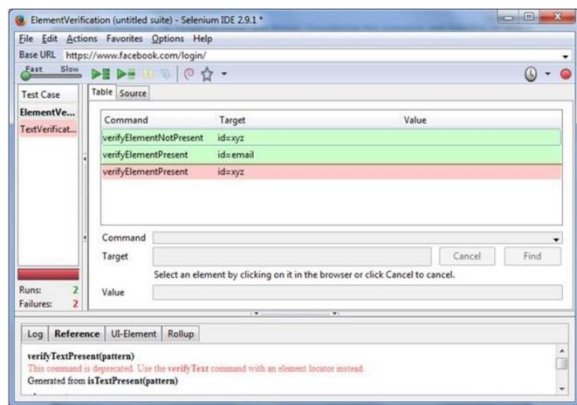 ElementVerification (untitled suite) - Selenium IDE 2.9.1 *
File Edit Actions Favorites Options Help
Base URL https://www.facebook.com/login/
Fast Slow
Test Case
Table Source
ElementVe...
TextVerificat...
Command Target Value
verifyElementNotPresent id=xyz
verifyElementPresent id=email
verifyElementPresent id=xyz
Command
Target Cancel Find
Select an element by clicking on it in the browser or click Cancel to cancel.
Value
Runs: 2
Failures: 2
Log Reference UI-Element Rollup
verifyTextPresent(pattern)
This command is deprecated. Use the verifyText command with an element locator instead.
Generated from isTextPresent(pattern)